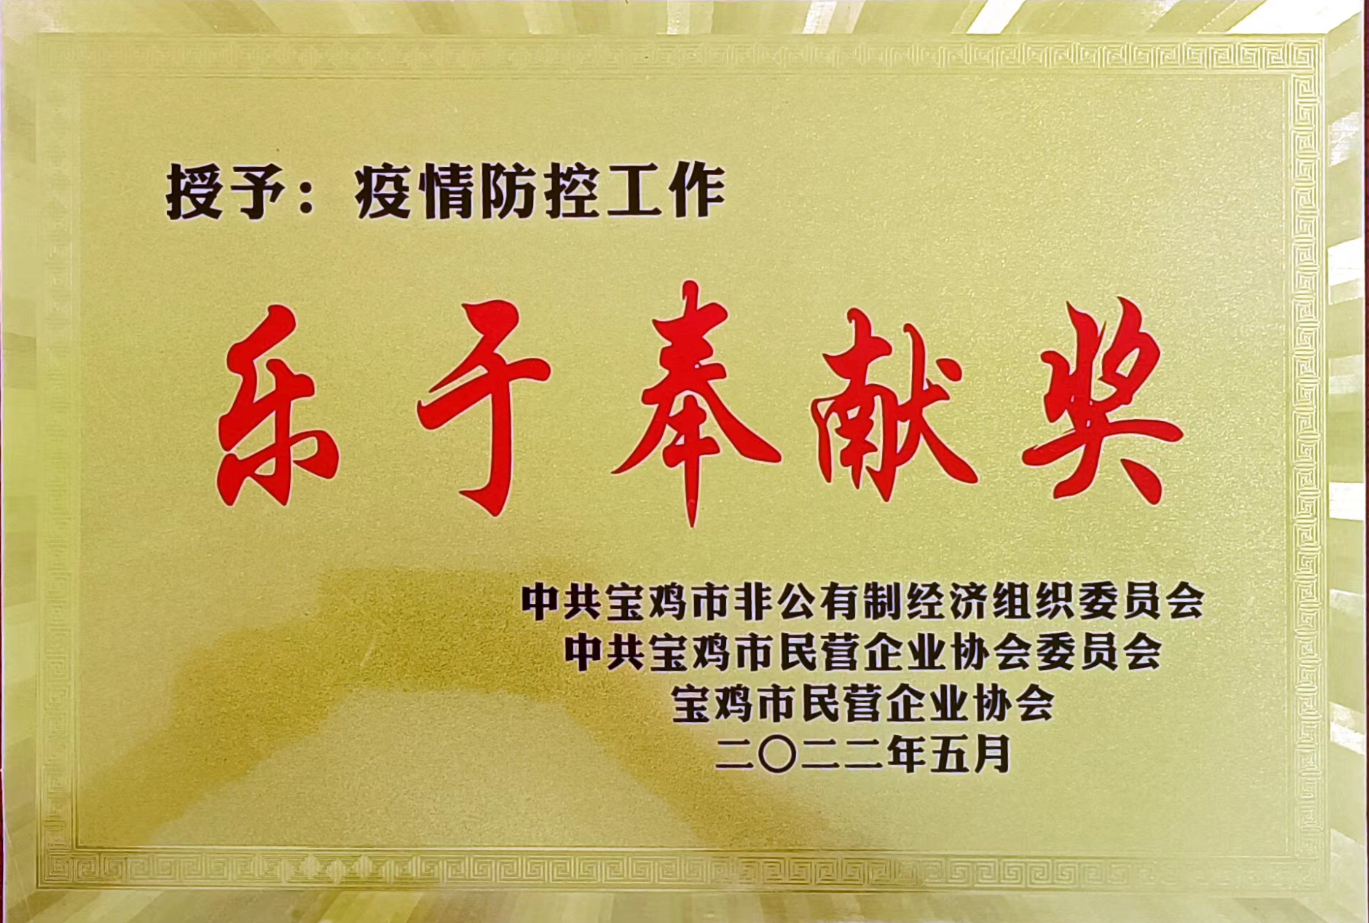 授予：疫情防控工作
乐于奉献奖
中共宝鸡市非公有制经济组织委员会
中共宝鸡市民营企业协会委员会
宝鸡市民营企业协会
二〇二二年五月